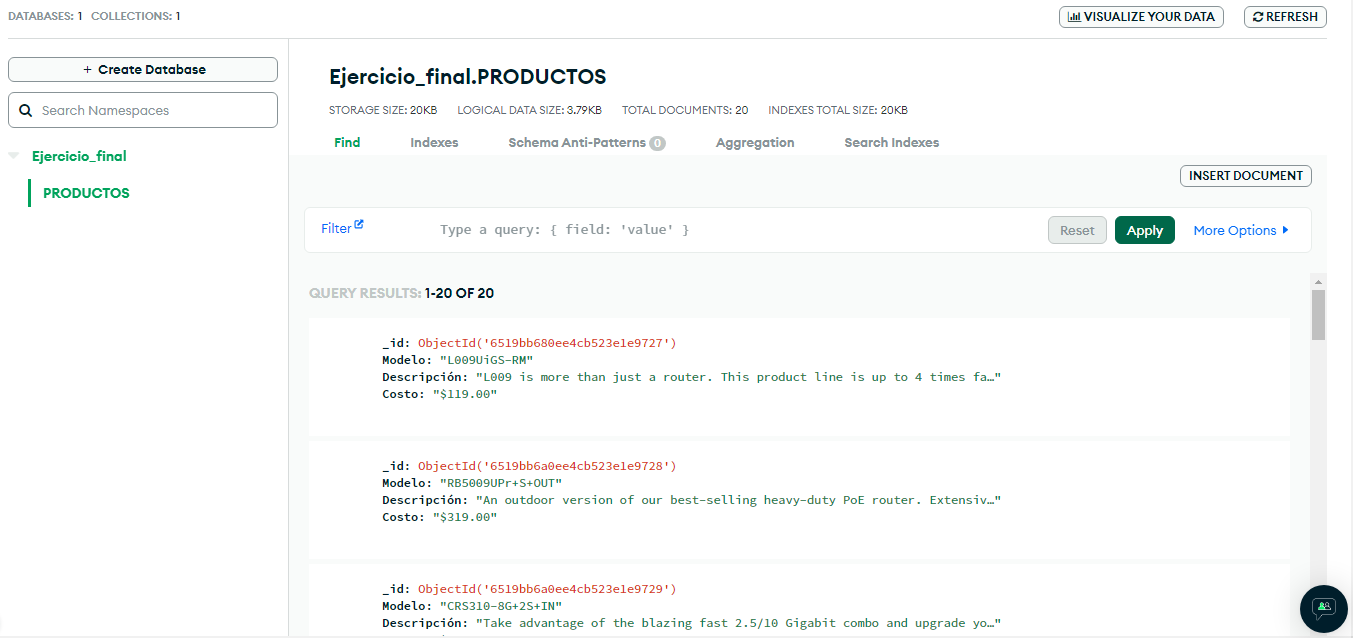 DATABASES: 1 COLLECTIONS: 1
VISUALIZE YOUR DATA
REFRESH
+ Create Database
Search Namespaces
Ejercicio_final
PRODUCTOS
Ejercicio_final.PRODUCTOS
STORAGE SIZE: 20KB LOGICAL DATA SIZE: 3.79KB TOTAL DOCUMENTS: 20 INDEXES TOTAL SIZE: 20KB
Find Indexes Schema Anti-Patterns 0 Aggregation Search Indexes
INSERT DOCUMENT
Filter Type a query: { field: 'value' } Reset Apply More Options
QUERY RESULTS: 1-20 OF 20
_id: ObjectId('6519bb680ee4cb523e1e9727')
Modelo: "L009UiGS-RM"
Descripción: "L009 is more than just a router. This product line is up to 4 times fa…"
Costo: "$119.00"
_id: ObjectId('6519bb6a0ee4cb523e1e9728')
Modelo: "RB5009UPr+S+OUT"
Descripción: "An outdoor version of our best-selling heavy-duty PoE router. Extensiv…"
Costo: "$319.00"
_id: ObjectId('6519bb6a0ee4cb523e1e9729')
Modelo: "CRS310-8G+2S+IN"
Descripción: "Take advantage of the blazing fast 2.5/10 Gigabit combo and upgrade yo…"